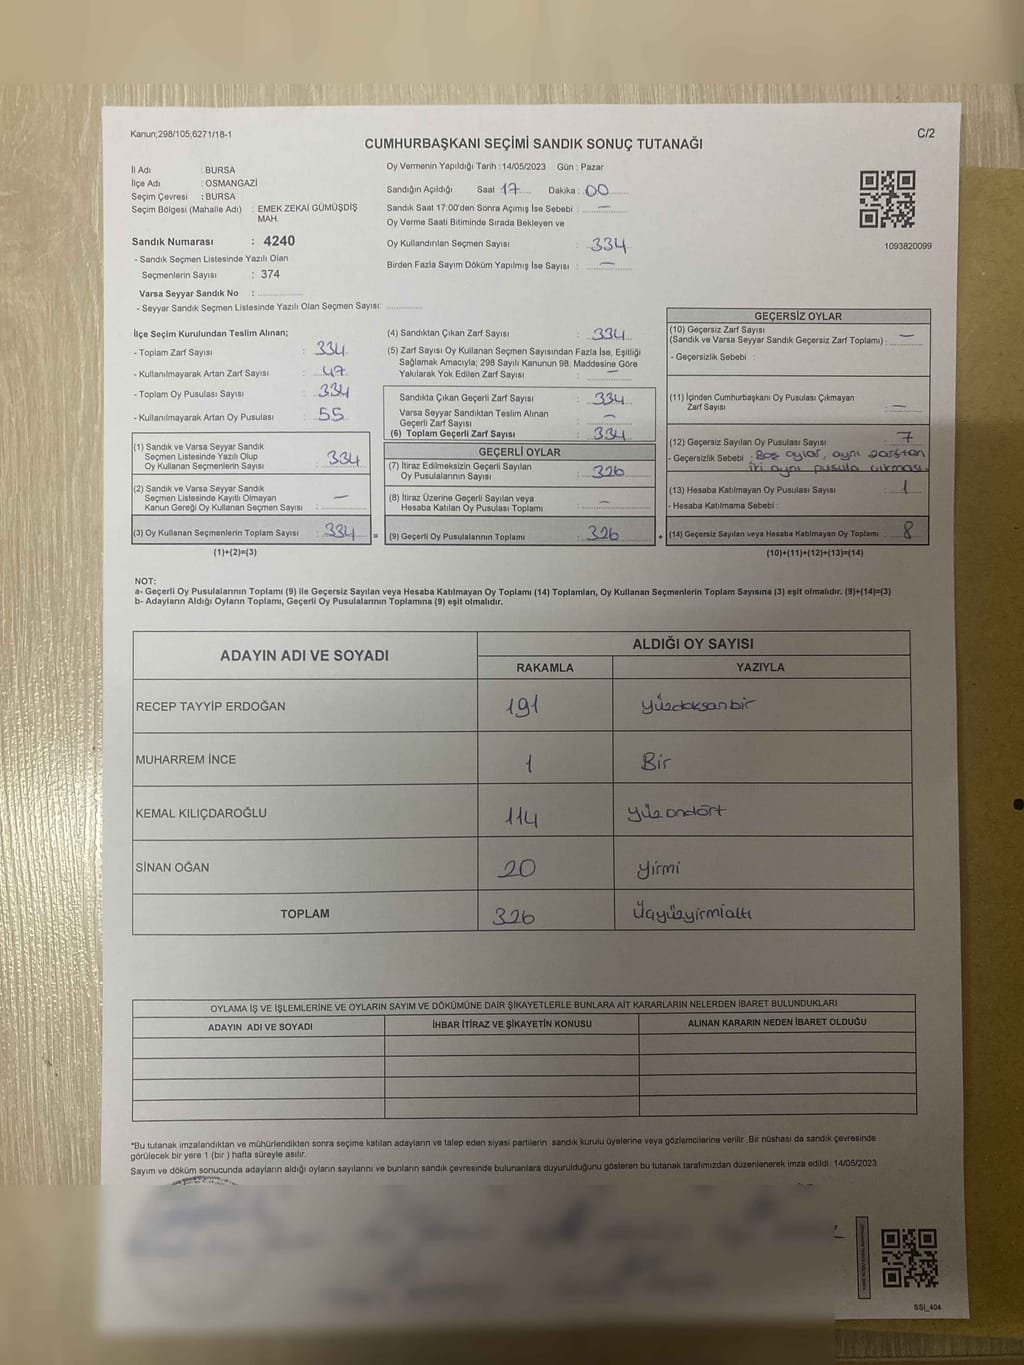 Kanun;298/105,6271/18-1
C/2
CUMHURBAŞKANI SEÇİMİ SANDIK SONUÇ TUTANAĞI
İl Adı : BURSA
İlçe Adı : OSMANGAZİ
Seçim Çevresi : BURSA
Seçim Bölgesi (Mahalle Adı) : EMEK ZEKAİ GÜMÜŞDİŞ
MAH.
Sandık Numarası : 4240
- Sandık Seçmen Listesinde Yazılı Olan
Seçmenlerin Sayısı : 374
Varsa Seyyar Sandık No :
- Seyyar Sandık Seçmen Listesinde Yazılı Olan Seçmen Sayısı:
Oy Vermenin Yapıldığı Tarih :14/05/2023 Gün : Pazar
Sandığın Açıldığı Saat : 17 Dakika : 00
Sandık Saat 17:00'den Sonra Açımış İse Sebebi : —
Oy Verme Saati Bitiminde Sırada Bekleyen ve
Oy Kullandırılan Seçmen Sayısı : 334
Birden Fazla Sayım Döküm Yapılmış İse Sayısı : —
1093820099
İlçe Seçim Kurulundan Teslim Alınan;
- Toplam Zarf Sayısı : 334
- Kullanılmayarak Artan Zarf Sayısı : 47
- Toplam Oy Pusulası Sayısı : 334
- Kullanılmayarak Artan Oy Pusulası : 55
(1) Sandık ve Varsa Seyyar Sandık
Seçmen Listesinde Yazılı Olup
Oy Kullanan Seçmenlerin Sayısı : 334
(2) Sandık ve Varsa Seyyar Sandık
Seçmen Listesinde Kayıtlı Olmayan
Kanun Gereği Oy Kullanan Seçmen Sayısı : —
(3) Oy Kullanan Seçmenlerin Toplam Sayısı : 334 =
(1)+(2)=(3)
(4) Sandıktan Çıkan Zarf Sayısı : 334
(5) Zarf Sayısı Oy Kullanan Seçmen Sayısından Fazla İse, Eşitliği
Sağlamak Amacıyla; 298 Sayılı Kanunun 98. Maddesine Göre
Yakılarak Yok Edilen Zarf Sayısı : —
Sandıkta Çıkan Geçerli Zarf Sayısı : 334
Varsa Seyyar Sandıktan Teslim Alınan
Geçerli Zarf Sayısı : —
(6) Toplam Geçerli Zarf Sayısı : 334
GEÇERLİ OYLAR
(7) İtiraz Edilmeksizin Geçerli Sayılan
Oy Pusulalarının Sayısı : 326
(8) İtiraz Üzerine Geçerli Sayılan veya
Hesaba Katılan Oy Pusulası Toplamı : —
(9) Geçerli Oy Pusulalarının Toplamı : 326 +
GEÇERSİZ OYLAR
(10) Geçersiz Zarf Sayısı
(Sandık ve Varsa Seyyar Sandık Geçersiz Zarf Toplamı) : —
- Geçersizlik Sebebi :
(11) İçinden Cumhurbaşkanı Oy Pusulası Çıkmayan
Zarf Sayısı : —
(12) Geçersiz Sayılan Oy Pusulası Sayısı : 7
- Geçersizlik Sebebi : Boş oylar, aynı zarftan
iki aynı pusula çıkması
(13) Hesaba Katılmayan Oy Pusulası Sayısı : 1
- Hesaba Katılmama Sebebi :
(14) Geçersiz Sayılan veya Hesaba Katılmayan Oy Toplamı : 8
(10)+(11)+(12)+(13)=(14)
NOT:
a- Geçerli Oy Pusulalarının Toplamı (9) ile Geçersiz Sayılan veya Hesaba Katılmayan Oy Toplamı (14) Toplamları, Oy Kullanan Seçmenlerin Toplam Sayısına (3) eşit olmalıdır. (9)+(14)=(3)
b- Adayların Aldığı Oyların Toplamı, Geçerli Oy Pusulalarının Toplamına (9) eşit olmalıdır.
ADAYIN ADI VE SOYADI ALDIĞI OY SAYISI
RAKAMLA YAZIYLA
RECEP TAYYİP ERDOĞAN 191 yüzdoksanbir
MUHARREM İNCE 1 Bir
KEMAL KILIÇDAROĞLU 114 yüzondört
SİNAN OĞAN 20 yirmi
TOPLAM 326 Üçyüzyirmialtı
OYLAMA İŞ VE İŞLEMLERİNE VE OYLARIN SAYIM VE DÖKÜMÜNE DAİR ŞİKAYETLERLE BUNLARA AİT KARARLARIN NELERDEN İBARET BULUNDUKLARI
ADAYIN ADI VE SOYADI İHBAR İTİRAZ VE ŞİKAYETİN KONUSU ALINAN KARARIN NEDEN İBARET OLDUĞU
*Bu tutanak imzalandıktan ve mühürlendikten sonra seçime katılan adayların ve talep eden siyasi partilerin sandık kurulu üyelerine veya gözlemcilerine verilir. Bir nüshası da sandık çevresinde
görülecek bir yere 1 (bir ) hafta süreyle asılır.
Sayım ve döküm sonucunda adayların aldığı oyların sayılarını ve bunların sandık çevresinde bulunanlara duyurulduğunu gösteren bu tutanak tarafımızdan düzenlenerek imza edildi. 14/05/2023
SSI_404